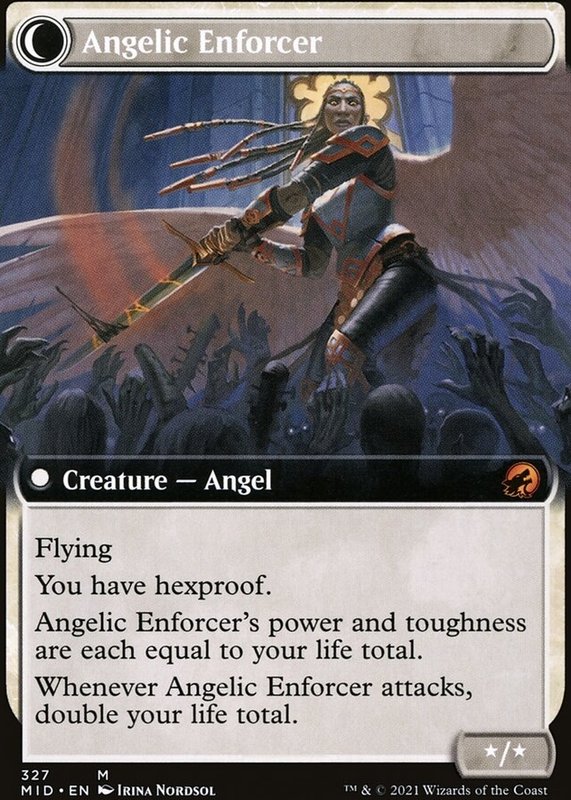 Angelic Enforcer
Creature — Angel
Flying
You have hexproof.
Angelic Enforcer's power and toughness
are each equal to your life total.
Whenever Angelic Enforcer attacks,
double your life total.
*/*
327 M
MID • EN Irina Nordsol
™ & © 2021 Wizards of the Coast